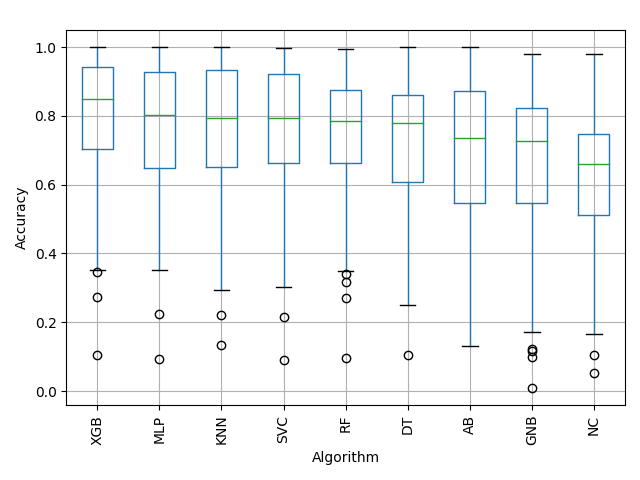 1.0
0.8
0.6
0.4
0.2
0.0
Accuracy
XGB
MLP
KNN
SVC
RF
DT
AB
GNB
NC
Algorithm